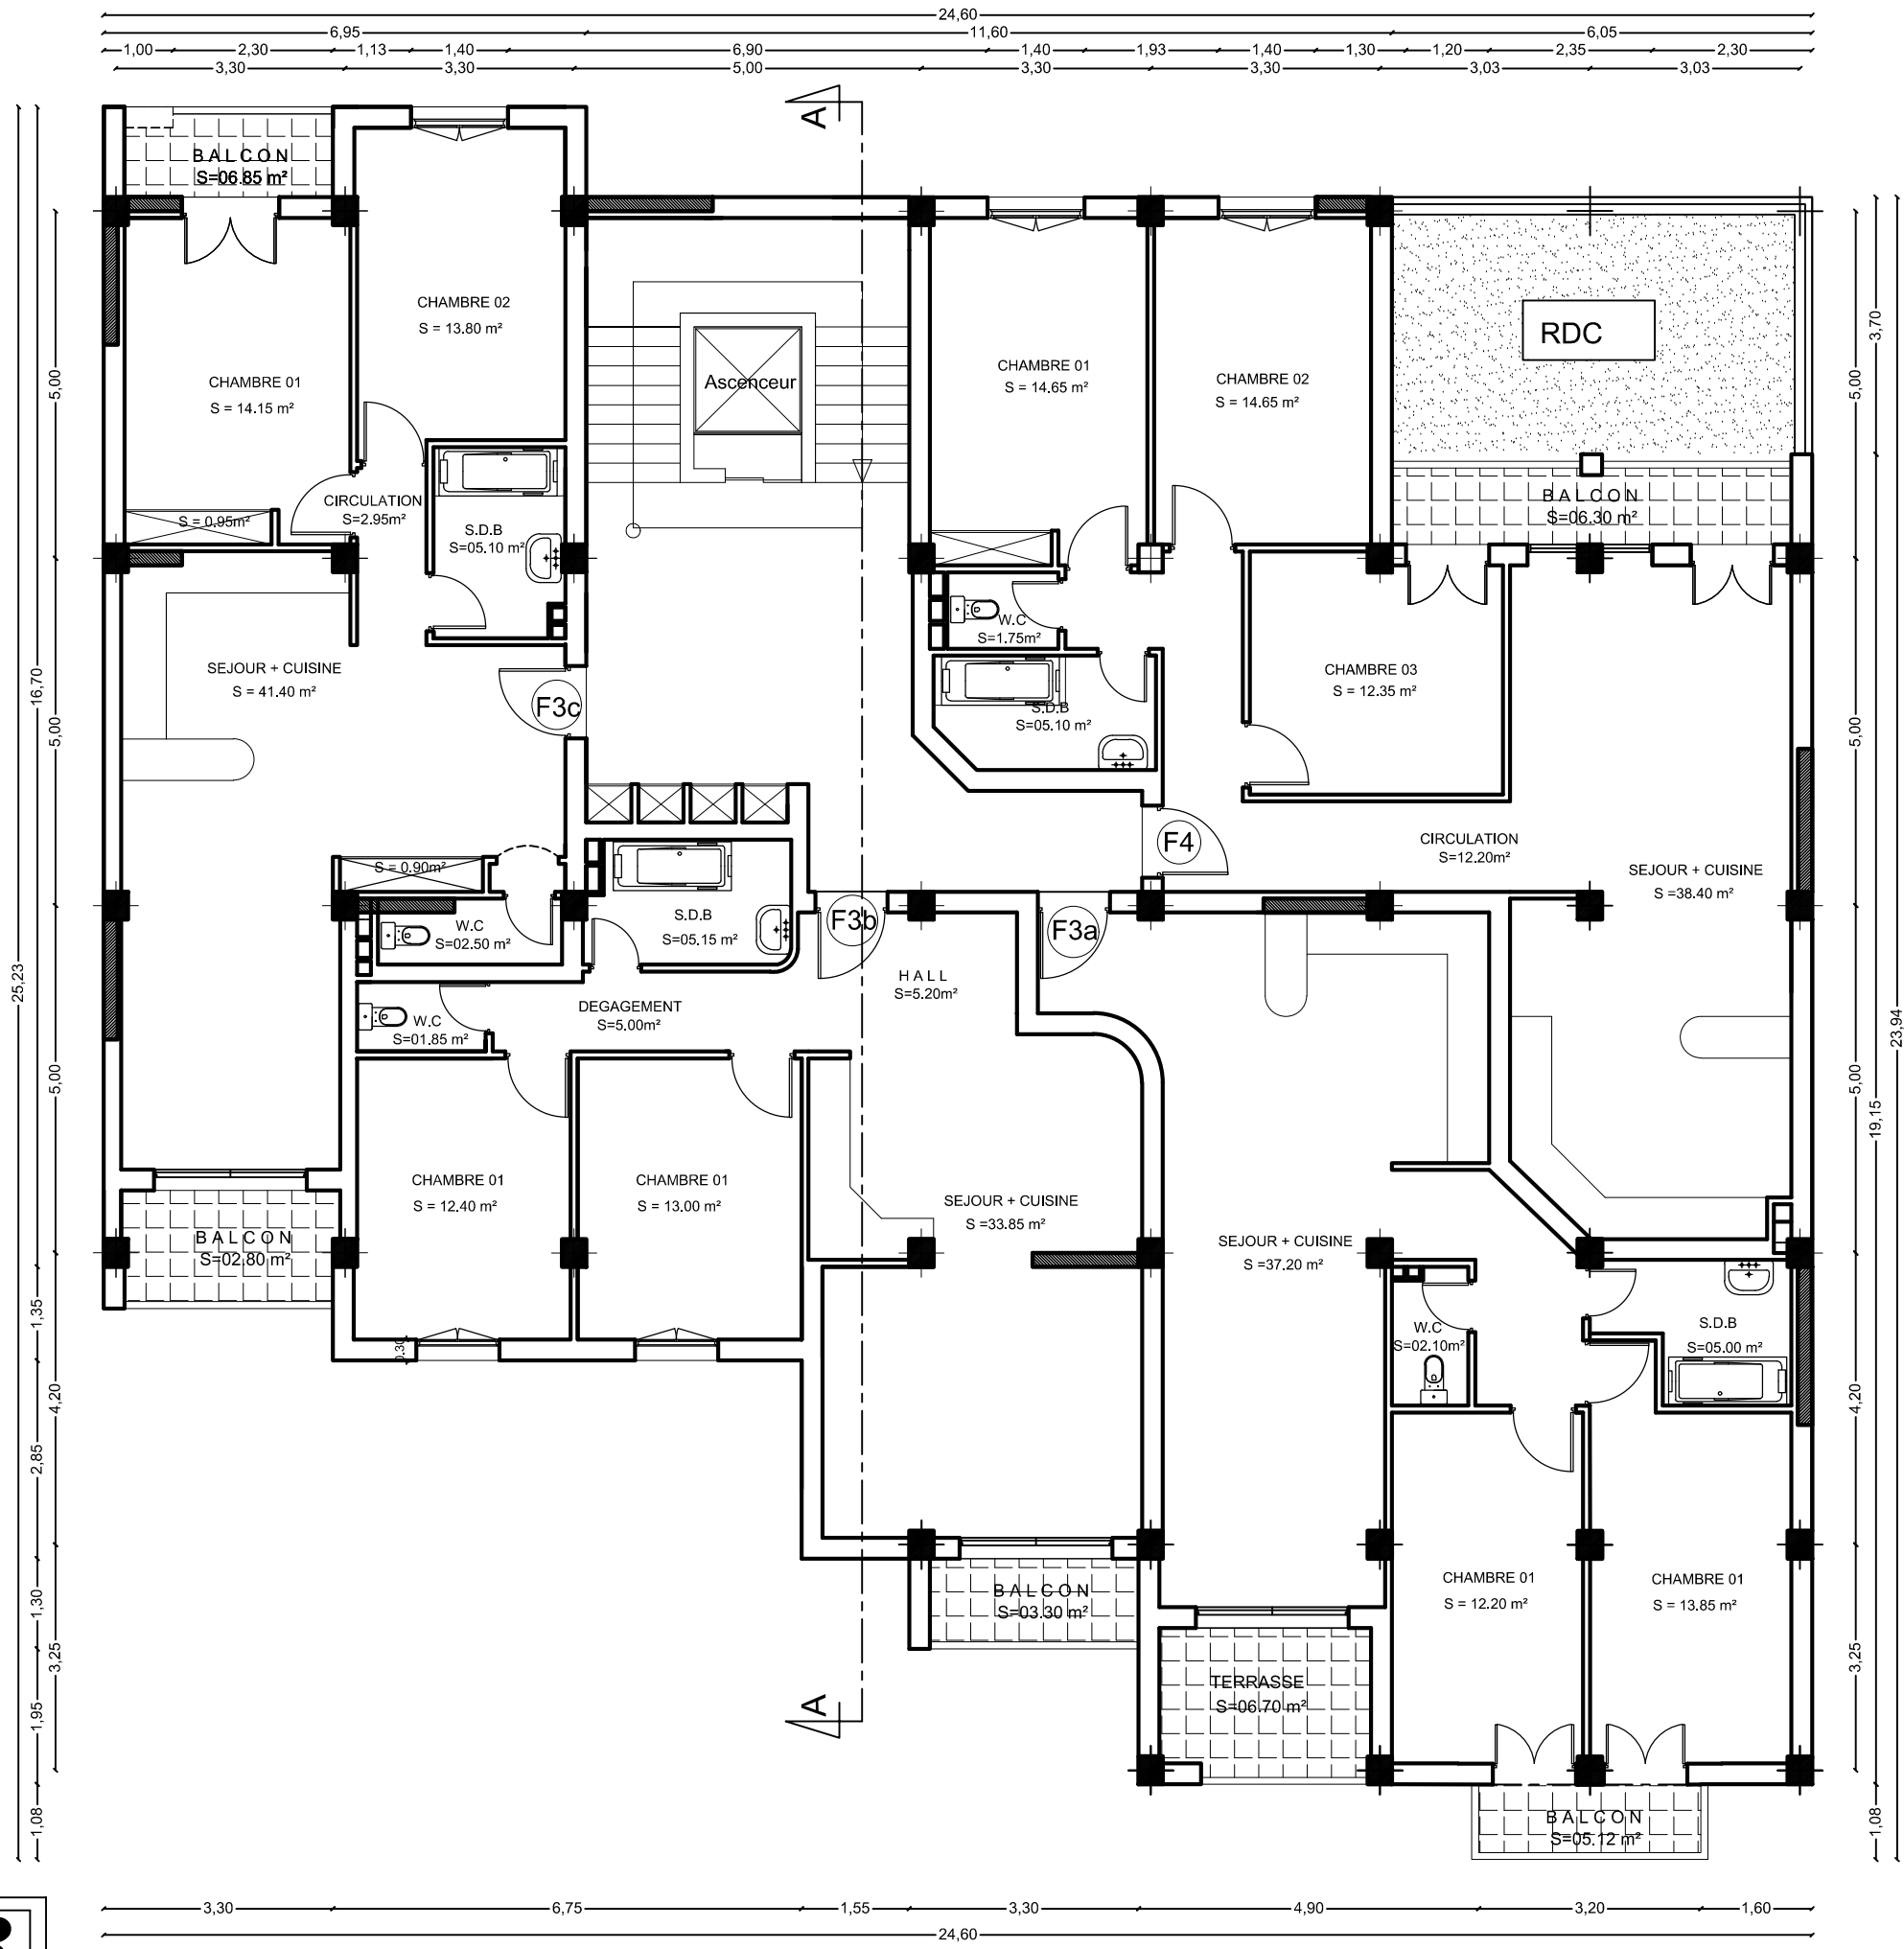 24,60
6,95
11,60
6,05
1,00
2,30
1,13
1,40
6,90
1,40
1,93
1,40
1,30
1,20
2,35
2,30
3,30
3,30
5,00
3,30
3,30
3,03
3,03
A
BALCON
S=06.85 m²
CHAMBRE 02
S = 13.80 m²
CHAMBRE 01
S = 14.15 m²
Ascenceur
CHAMBRE 01
S = 14.65 m²
CHAMBRE 02
S = 14.65 m²
RDC
BALCON
S=06.30 m²
CIRCULATION
S=2.95m²
S = 0.95m²
S.D.B
S=05.10 m²
W.C
S=1.75m²
SEJOUR + CUISINE
S = 41.40 m²
F3c
S.D.B
S=05.10 m²
CHAMBRE 03
S = 12.35 m²
F4
CIRCULATION
S=12.20m²
SEJOUR + CUISINE
S =38.40 m²
S = 0.90m²
W.C
S=02.50 m²
S.D.B
S=05.15 m²
F3b
F3a
HALL
S=5.20m²
DEGAGEMENT
S=5.00m²
W.C
S=01.85 m²
CHAMBRE 01
S = 12.40 m²
CHAMBRE 01
S = 13.00 m²
SEJOUR + CUISINE
S =33.85 m²
SEJOUR + CUISINE
S =37.20 m²
BALCON
S=02.80 m²
0.30
W.C
S=02.10m²
S.D.B
S=05.00 m²
BALCON
S=03.30 m²
CHAMBRE 01
S = 12.20 m²
CHAMBRE 01
S = 13.85 m²
TERRASSE
S=06.70 m²
A
BALCON
S=05.12 m²
25,23
16,70
1,35
2,85
1,30
1,95
1,08
5,00
5,00
5,00
4,20
3,25
5,00
5,00
5,00
4,20
3,25
3,70
19,15
1,08
23,94
3,30
6,75
1,55
3,30
4,90
3,20
1,60
24,60